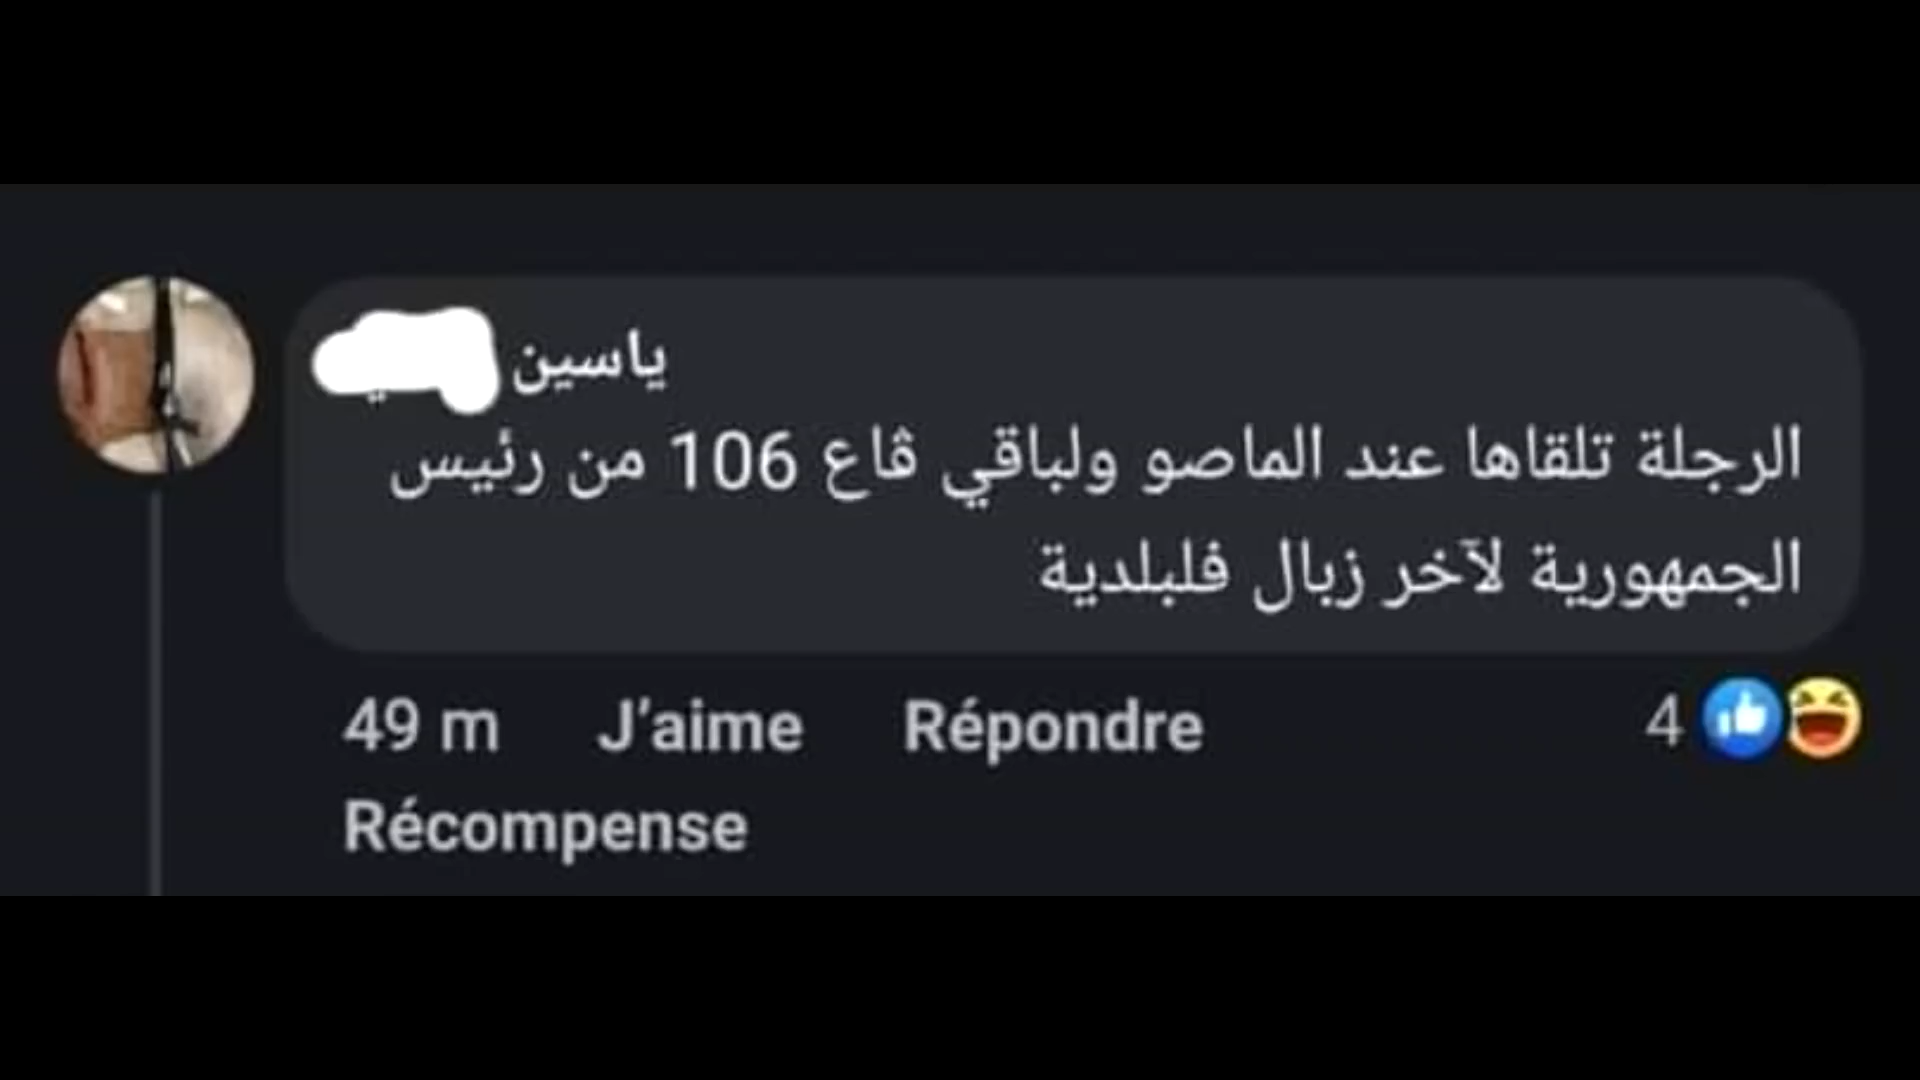 ياسين
الرجلة تلقاها عند الماصو ولباقي ڨاع 106 من رئيس
الجمهورية لآخر زبال فلبلدية
49 m J’aime Répondre 4
Récompense